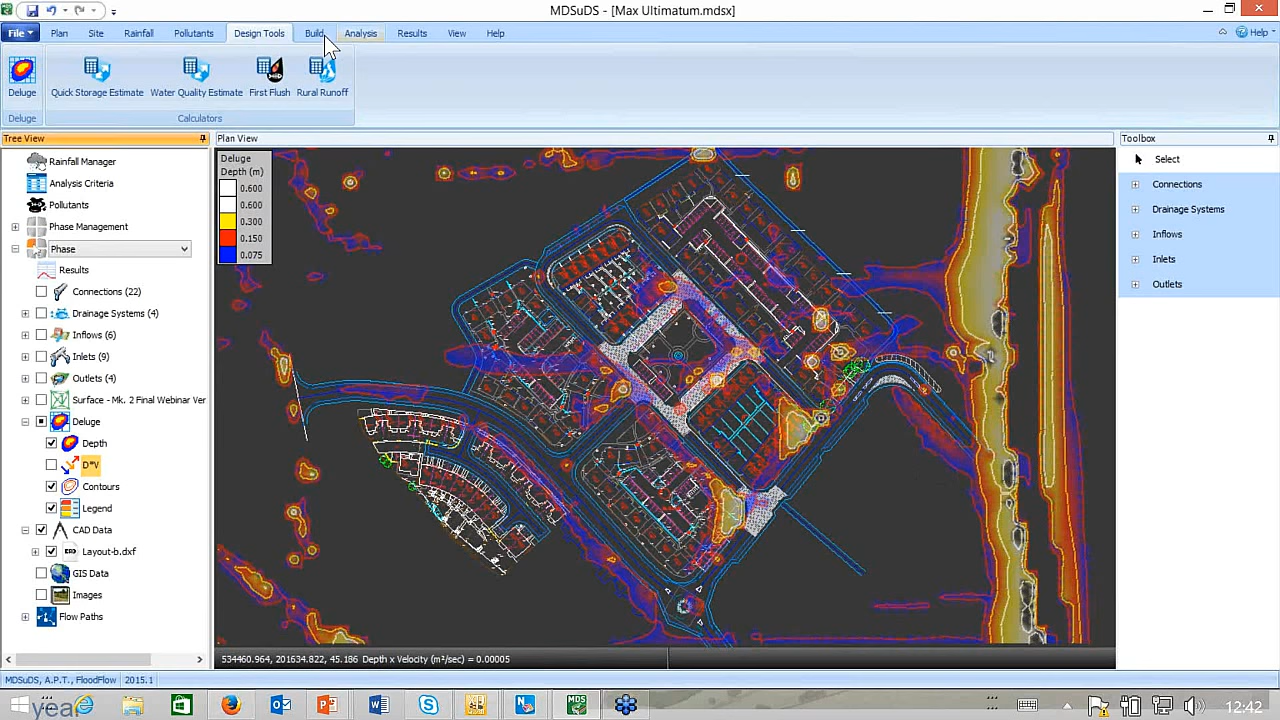 MDSuDS - [Max Ultimatum.mdsx]
File Plan Site Rainfall Pollutants Design Tools Build Analysis Results View Help
Help
Deluge Quick Storage Estimate Water Quality Estimate First Flush Rural Runoff
Deluge Calculators
Tree View
Plan View
Toolbox
Rainfall Manager
Analysis Criteria
Pollutants
Phase Management
Phase
Results
Connections (22)
Drainage Systems (4)
Inflows (6)
Inlets (9)
Outlets (4)
Surface - Mk. 2 Final Webinar Ver
Deluge
Depth
D*V
Contours
Legend
CAD Data
Layout-b.dxf
GIS Data
Images
Flow Paths
Deluge
Depth (m)
0.600
0.600
0.300
0.150
0.075
Select
Connections
Drainage Systems
Inflows
Inlets
Outlets
534460.964, 201634.822, 45.186 Depth x Velocity (m²/sec) = 0.00005
MDSuDS, A.P.T., FloodFlow 2015.1
year
MDS
12:42